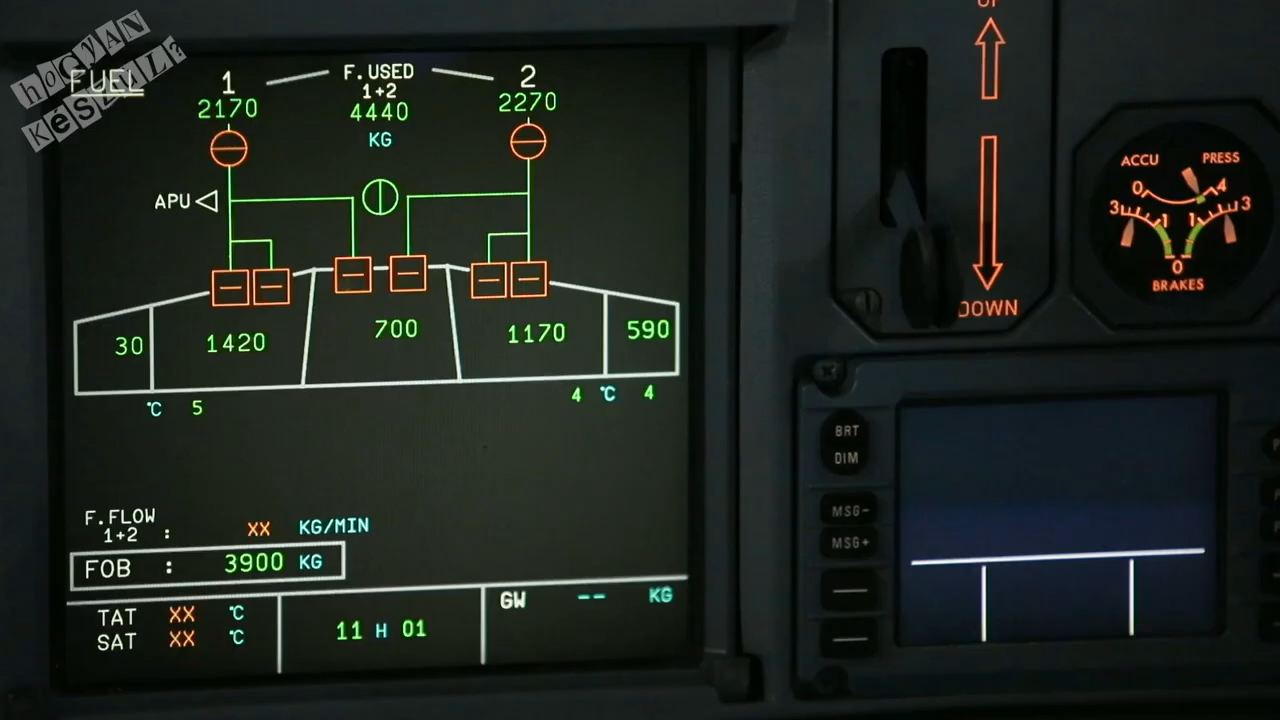 HOGYAN
KÉSZÜL?
FUEL
1 F.USED 2
1+2
2170 4440 2270
KG
APU
30 1420 700 1170 590
°C 5 4 °C 4
F.FLOW
1+2 : XX KG/MIN
FOB : 3900 KG
TAT XX °C
SAT XX °C
11 H 01
GW -- KG
UP
DOWN
ACCU PRESS
0 4
3 1 1 3
0
BRAKES
BRT
DIM
MSG-
MSG+